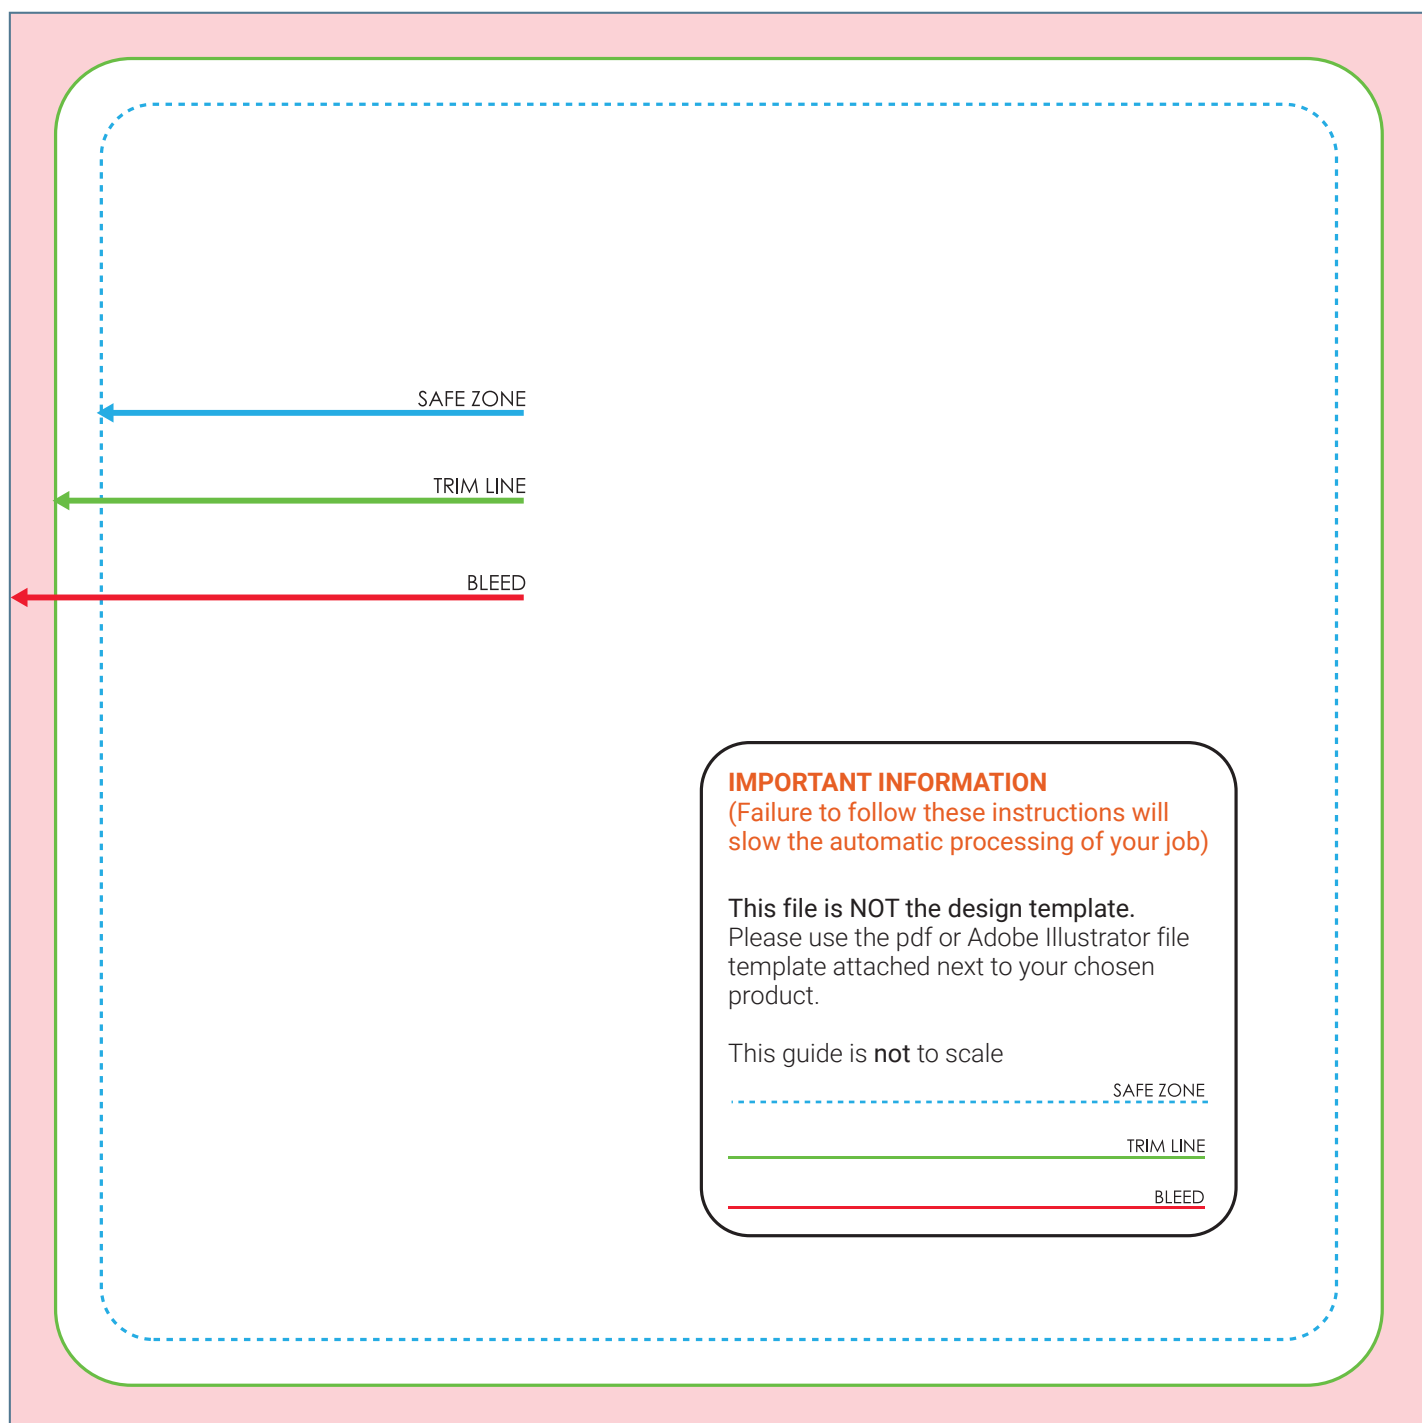 SAFE ZONE
TRIM LINE
BLEED
IMPORTANT INFORMATION
(Failure to follow these instructions will
slow the automatic processing of your job)
This file is NOT the design template.
Please use the pdf or Adobe Illustrator file
template attached next to your chosen
product.
This guide is not to scale
SAFE ZONE
TRIM LINE
BLEED